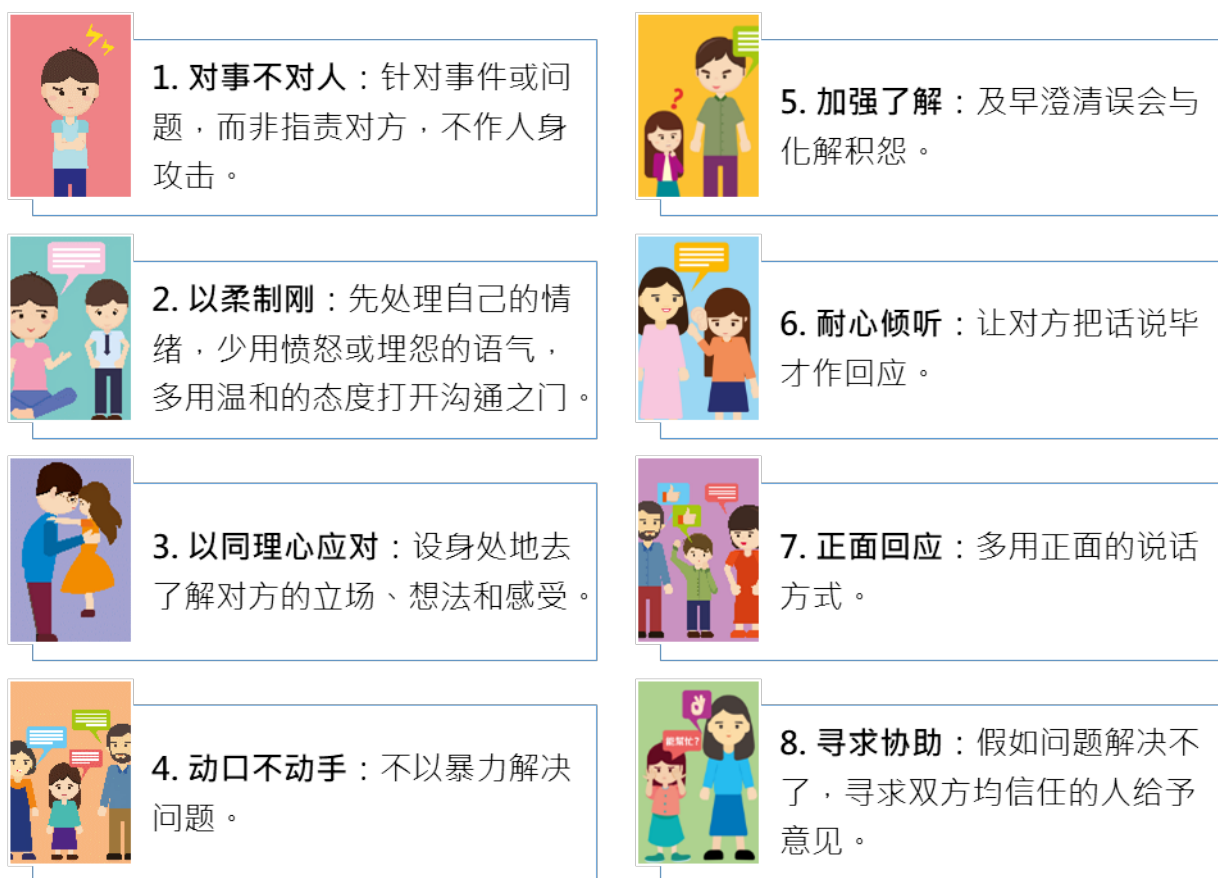 1. 对事不对人：针对事件或问
题，而非指责对方，不作人身
攻击。
2. 以柔制刚：先处理自己的情
绪，少用愤怒或埋怨的语气，
多用温和的态度打开沟通之门。
3. 以同理心应对：设身处地去
了解对方的立场、想法和感受。
4. 动口不动手：不以暴力解决
问题。
5. 加强了解：及早澄清误会与
化解积怨。
6. 耐心倾听：让对方把话说毕
才作回应。
7. 正面回应：多用正面的说话
方式。
能幫忙?
8. 寻求协助：假如问题解决不
了，寻求双方均信任的人给予
意见。